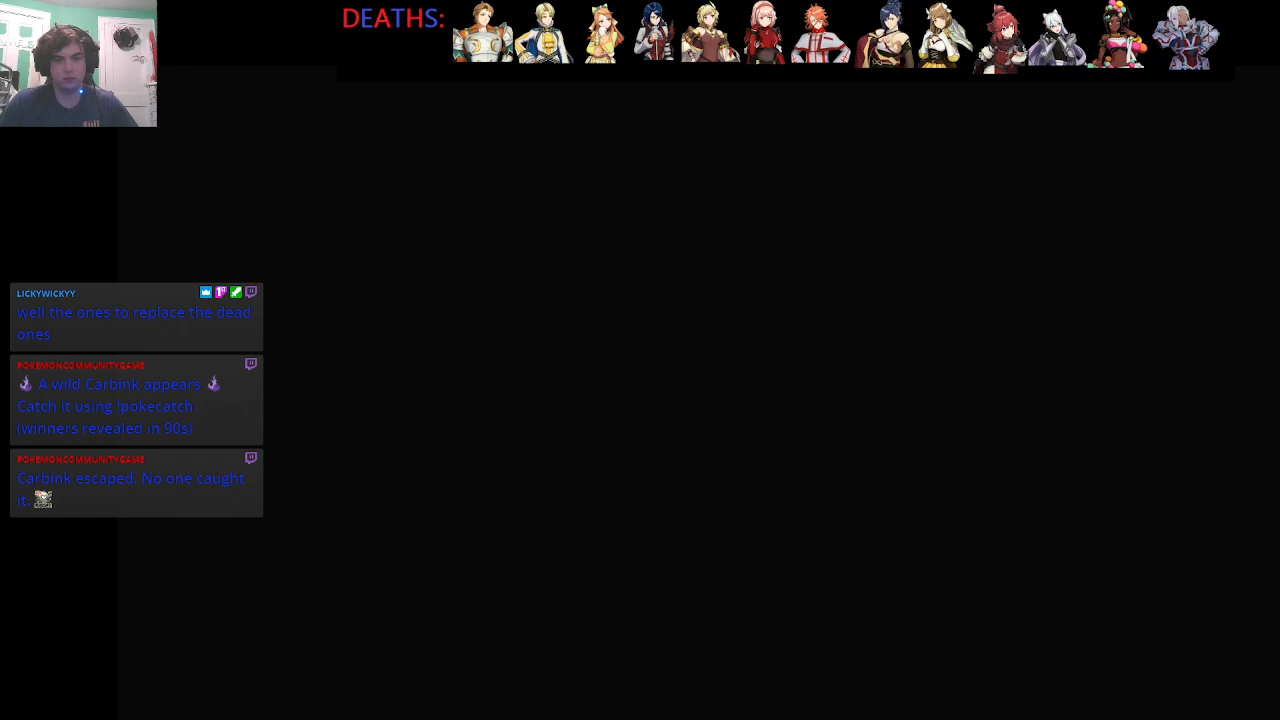 DEATHS:
LICKYWICKYY
well the ones to replace the dead
ones
POKEMONCOMMUNITYGAME
A wild Carbink appears
Catch it using !pokecatch
(winners revealed in 90s)
POKEMONCOMMUNITYGAME
Carbink escaped. No one caught
it.